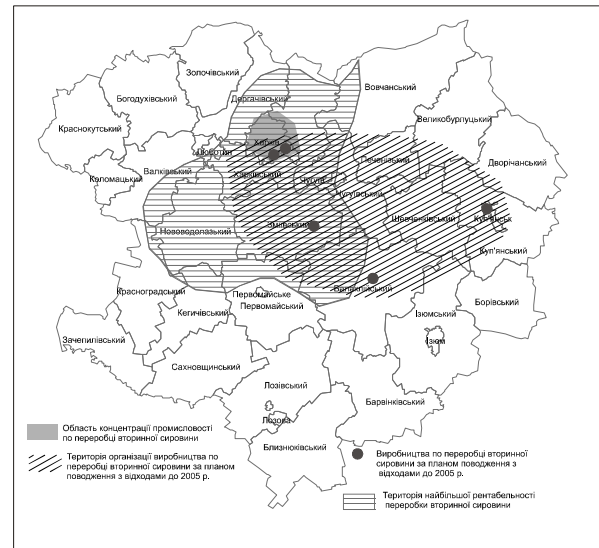 Золочівський
Вовчанський
Богодухівський
Дергачівський
Великобурлуцький
Краснокутський
Харків
Люботин
Печенізький
Дворічанський
Валківський
Коломацький
Харківський
Чугуїв
Чугуївський
Шевченківський
Куп'янськ
Зміївський
Нововодолазький
Куп'янський
Балаклійський
Красноградський
Первомайське
Первомайський
Борівський
Кегичівський
Ізюмський
Зачепилівський
Ізюм
Сахновщинський
Лозівський
Барвінківський
Лозова
Близнюківський
Область концентрації промисловості
по переробці вторинної сировини
Територія організації виробництва по
переробці вторинної сировини за планом
поводження з відходами до 2005 р.
Виробництва по переробці вторинної
сировини за планом поводження з
відходами до 2005 р.
Територія найбільшої рентабельності
переробки вторинної сировини